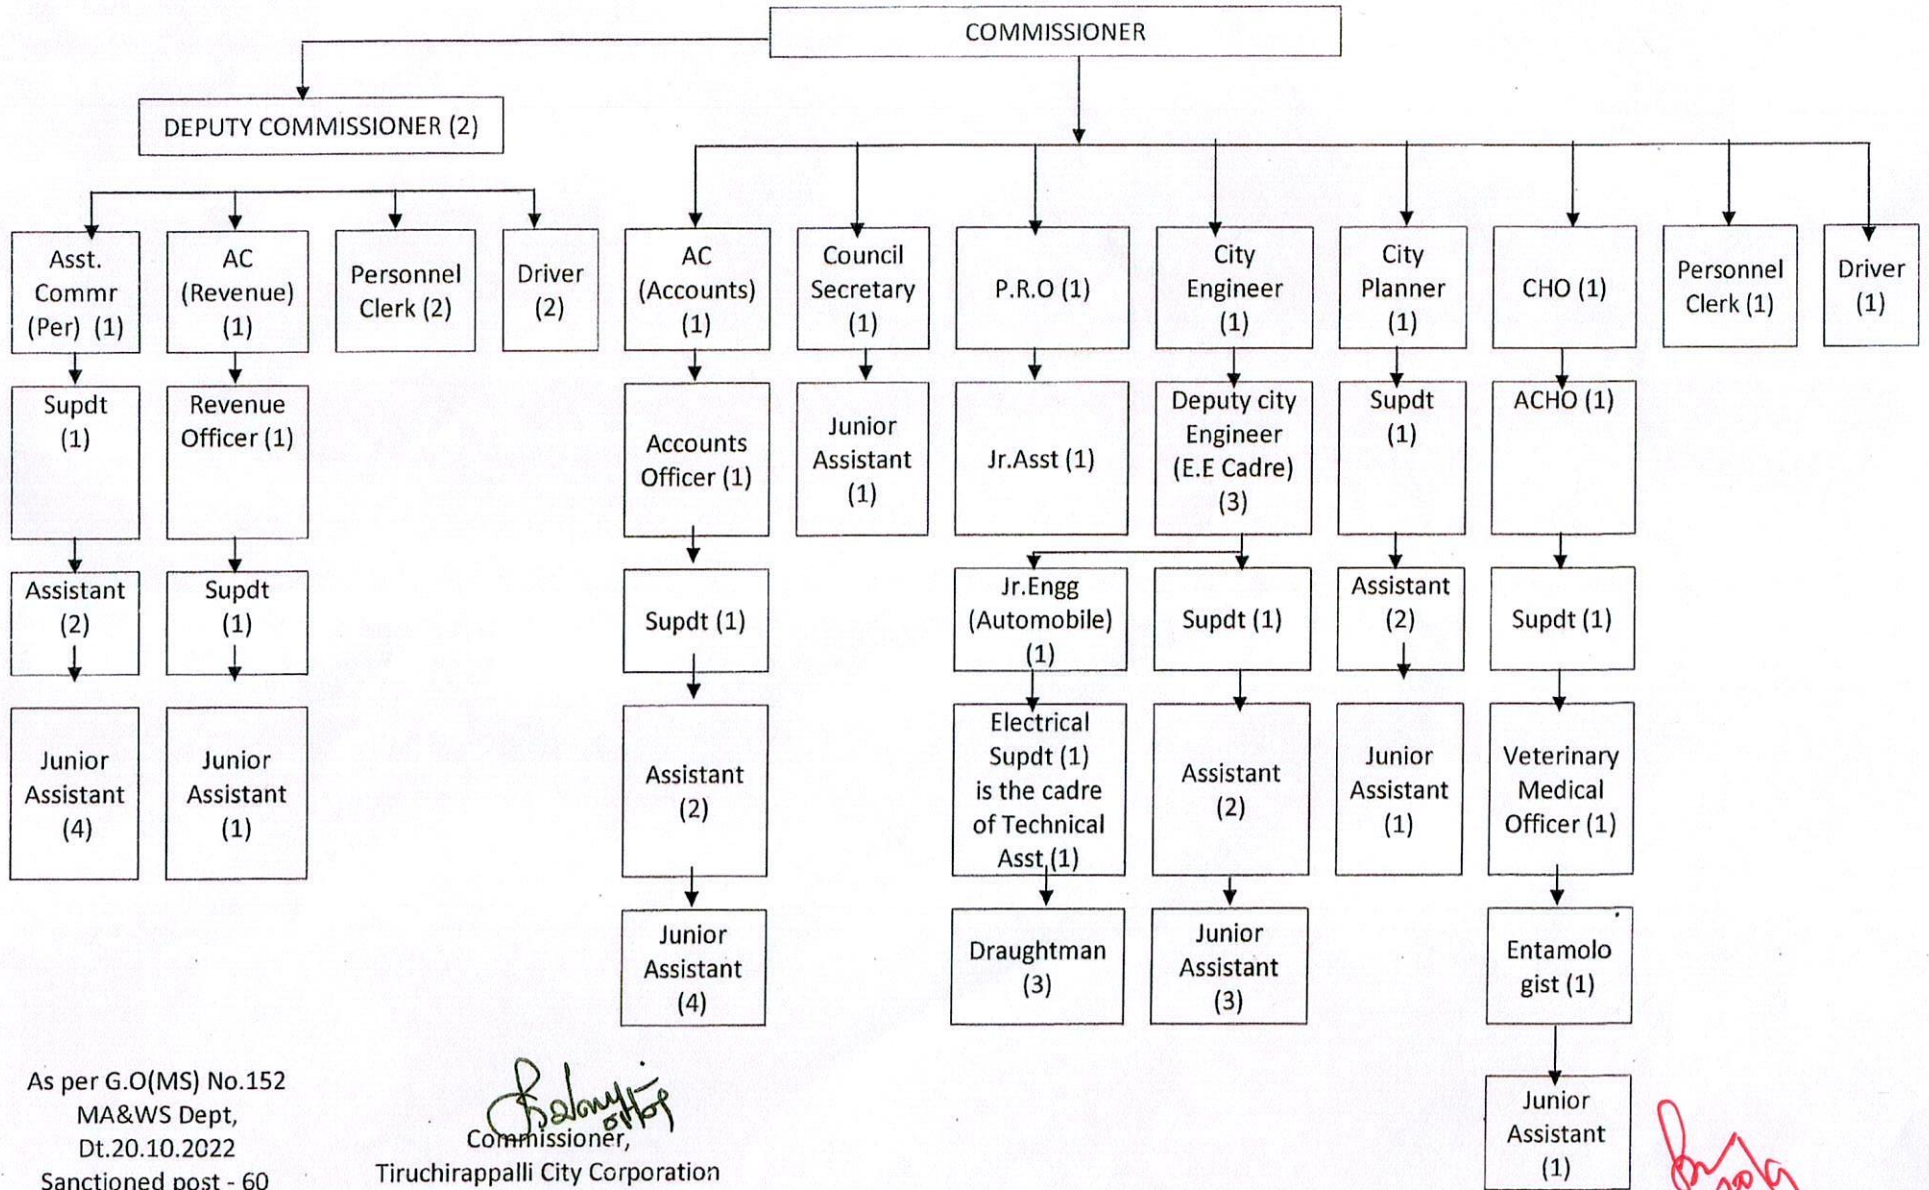 COMMISSIONER
DEPUTY COMMISSIONER (2)
Asst.
Commr
(Per) (1)
AC
(Revenue)
(1)
Personnel
Clerk (2)
Driver
(2)
AC
(Accounts)
(1)
Council
Secretary
(1)
P.R.O (1)
City
Engineer
(1)
City
Planner
(1)
CHO (1)
Personnel
Clerk (1)
Driver
(1)
Supdt
(1)
Revenue
Officer (1)
Accounts
Officer (1)
Junior
Assistant
(1)
Jr.Asst (1)
Deputy city
Engineer
(E.E Cadre)
(3)
Supdt
(1)
ACHO (1)
Assistant
(2)
Supdt
(1)
Supdt (1)
Jr.Engg
(Automobile)
(1)
Supdt (1)
Assistant
(2)
Supdt (1)
Junior
Assistant
(4)
Junior
Assistant
(1)
Assistant
(2)
Electrical
Supdt (1)
is the cadre
of Technical
Asst (1)
Assistant
(2)
Junior
Assistant
(1)
Veterinary
Medical
Officer (1)
Junior
Assistant
(4)
Draughtman
(3)
Junior
Assistant
(3)
Entamolo
gist (1)
Junior
Assistant
(1)
As per G.O(MS) No.152
MA&WS Dept,
Dt.20.10.2022
Sanctioned post - 60
Commissioner,
Tiruchirappalli City Corporation